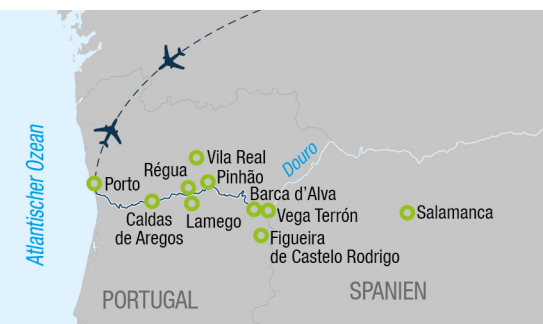 Atlantischer Ozean
Vila Real
Régua
Pinhão
Douro
Porto
Barca d'Alva
Caldas
de Aregos
Lamego
Vega Terrón
Salamanca
Figueira
de Castelo Rodrigo
PORTUGAL
SPANIEN